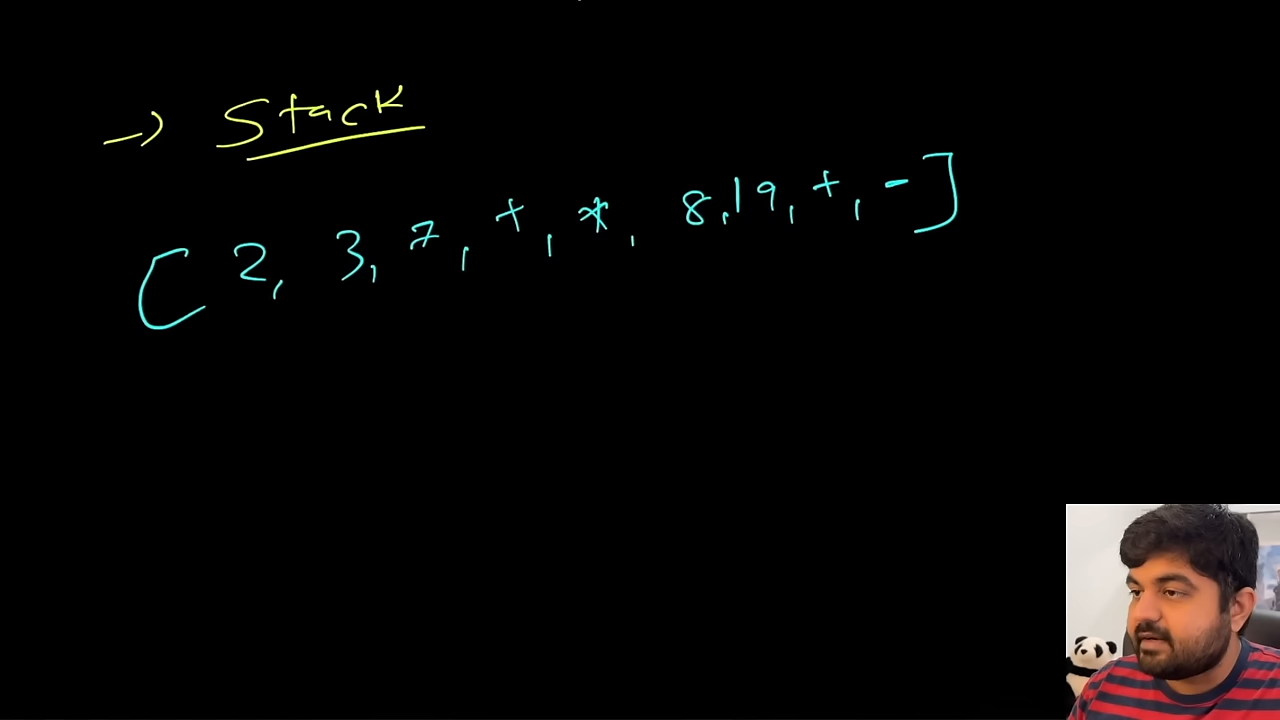 → Stack
[ 2, 3, 7, +, *, 8, 19, +, - ]